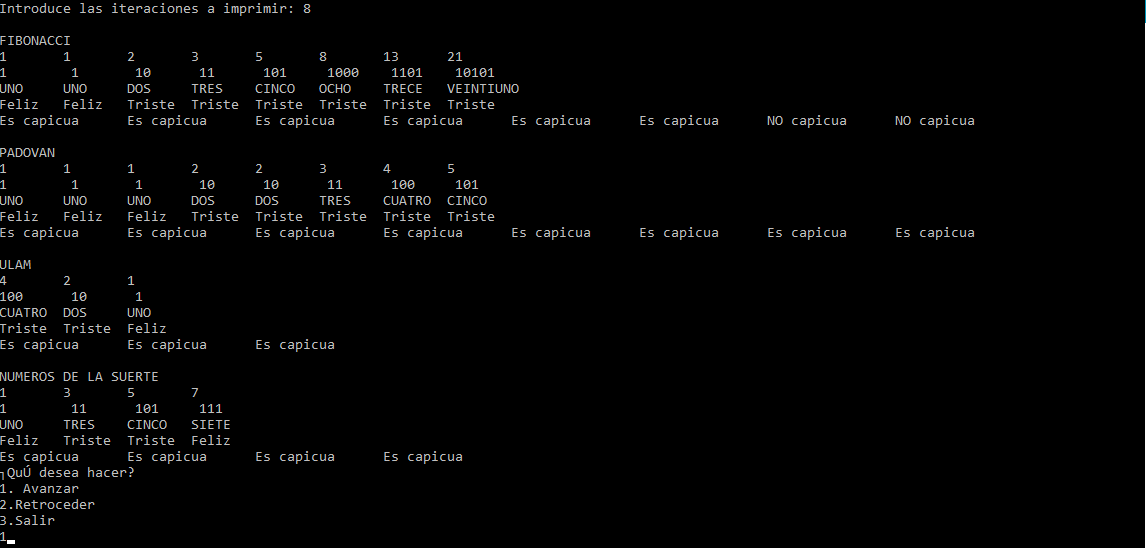 Introduce las iteraciones a imprimir: 8
FIBONACCI
1 1 2 3 5 8 13 21
1 1 10 11 101 1000 1101 10101
UNO UNO DOS TRES CINCO OCHO TRECE VEINTIUNO
Feliz Feliz Triste Triste Triste Triste Triste Triste
Es capicua Es capicua Es capicua Es capicua Es capicua Es capicua NO capicua NO capicua
PADOVAN
1 1 1 2 2 3 4 5
1 1 1 10 10 11 100 101
UNO UNO UNO DOS DOS TRES CUATRO CINCO
Feliz Feliz Feliz Triste Triste Triste Triste Triste
Es capicua Es capicua Es capicua Es capicua Es capicua Es capicua Es capicua Es capicua
ULAM
4 2 1
100 10 1
CUATRO DOS UNO
Triste Triste Feliz
Es capicua Es capicua Es capicua
NUMEROS DE LA SUERTE
1 3 5 7
1 11 101 111
UNO TRES CINCO SIETE
Feliz Triste Triste Feliz
Es capicua Es capicua Es capicua Es capicua
┐QuÚ desea hacer?
1. Avanzar
2.Retroceder
3.Salir
1